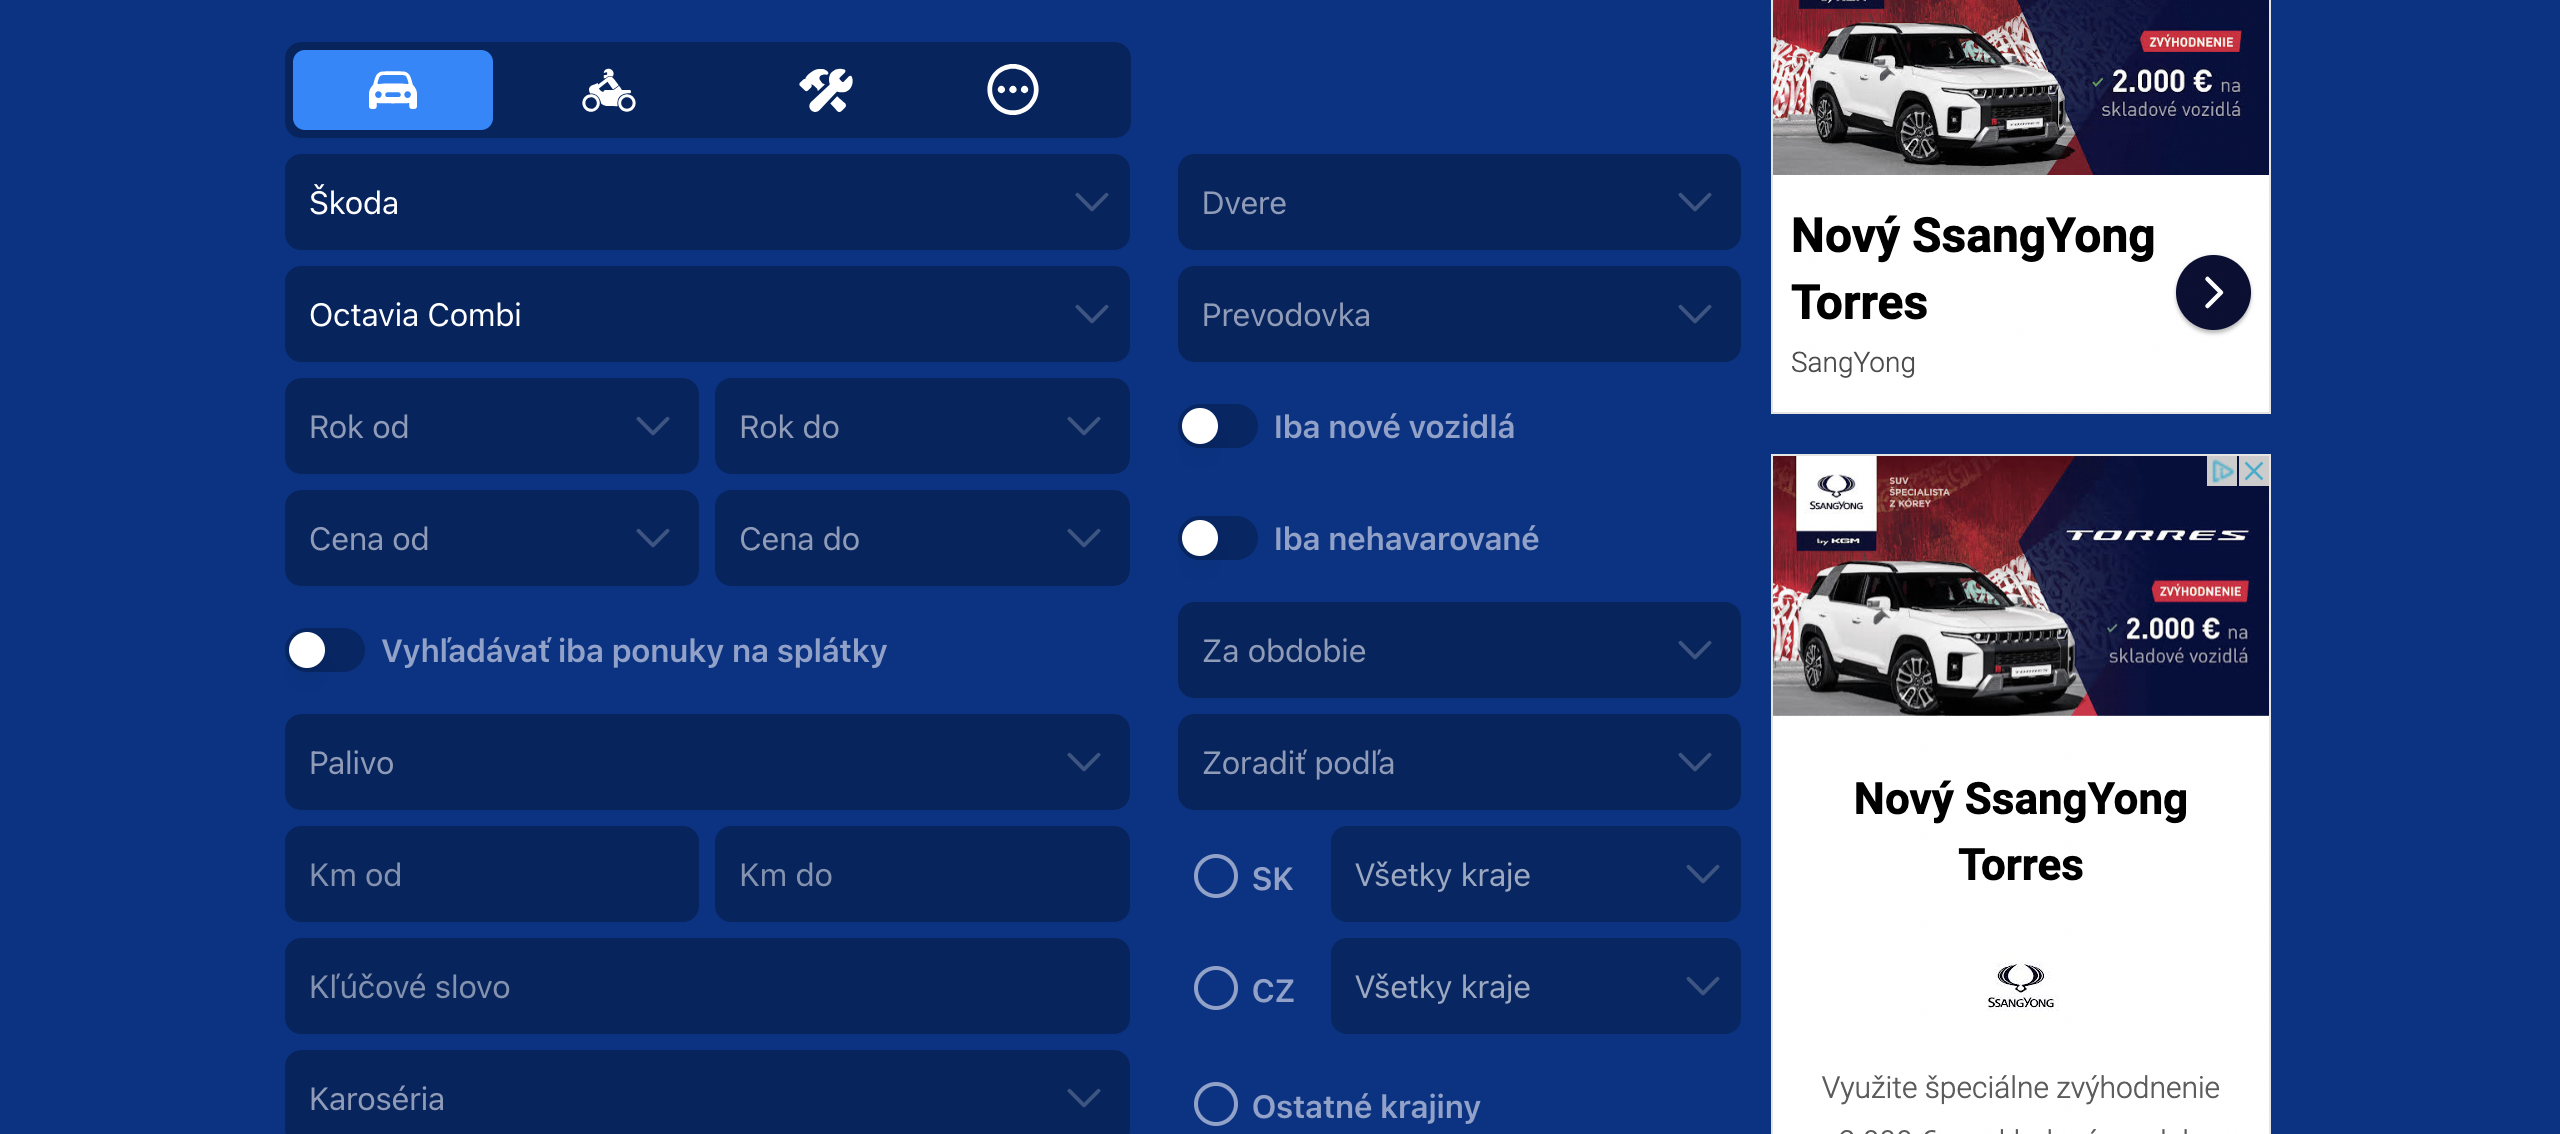 Škoda
Octavia Combi
Rok od
Rok do
Cena od
Cena do
Vyhľadávať iba ponuky na splátky
Palivo
Km od
Km do
Kľúčové slovo
Karoséria
Dvere
Prevodovka
Iba nové vozidlá
Iba nehavarované
Za obdobie
Zoradiť podľa
SK
Všetky kraje
CZ
Všetky kraje
Ostatné krajiny
ZVÝHODNENIE
2.000 € na
skladové vozidlá
Nový SsangYong
Torres
SangYong
SSANGYONG
by KGM
SUV
ŠPECIALISTA
Z KÓREY
TORRES
ZVÝHODNENIE
2.000 € na
skladové vozidlá
Nový SsangYong
Torres
SSANGYONG
Využite špeciálne zvýhodnenie